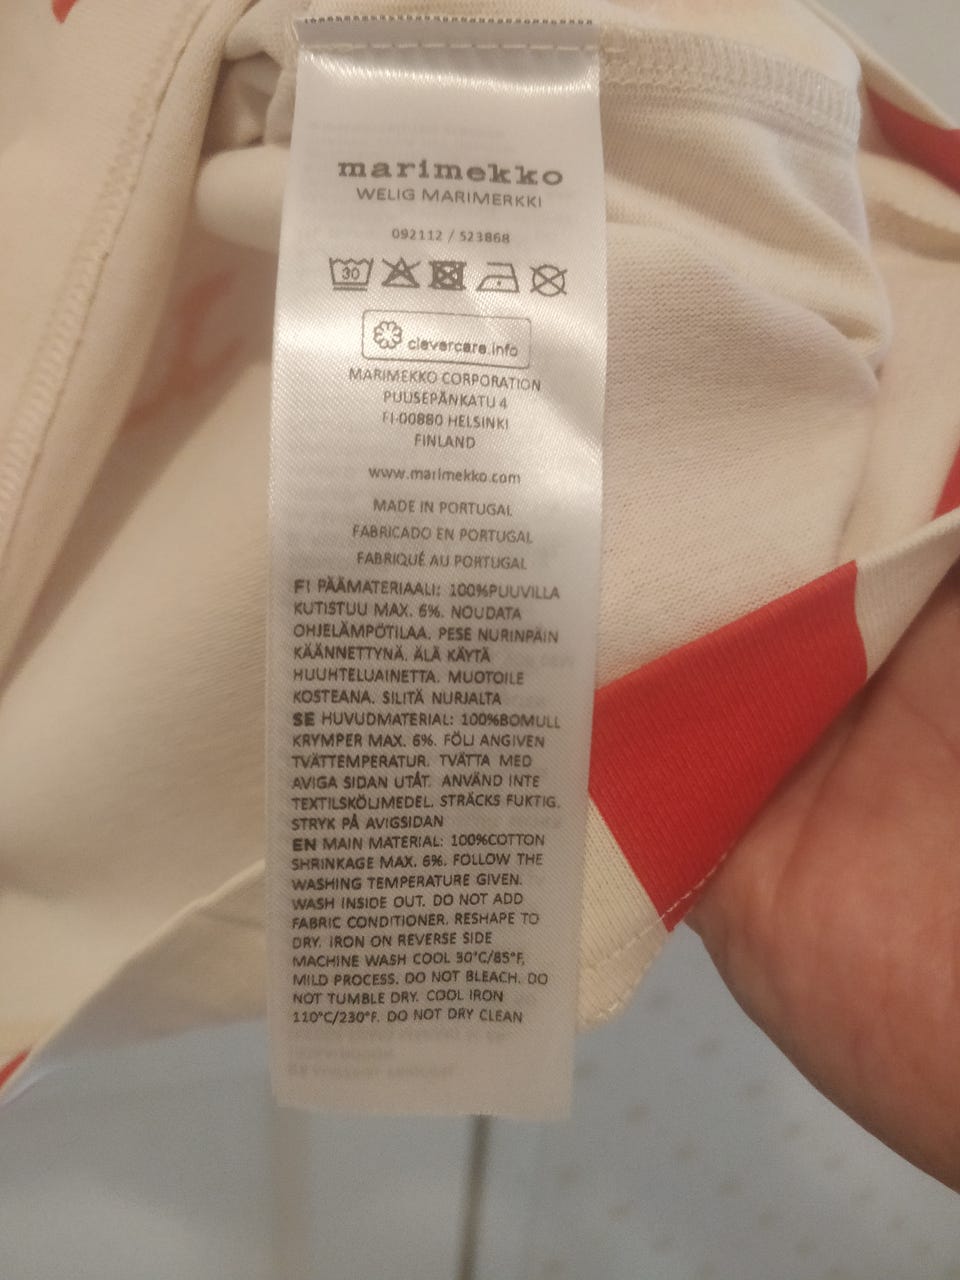 marimekko
WELIG MARIMERKKI
092112 / 523868
30
clevercare.info
MARIMEKKO CORPORATION
PUUSEPÄNKATU 4
FI-00880 HELSINKI
FINLAND
www.marimekko.com
MADE IN PORTUGAL
FABRICADO EN PORTUGAL
FABRIQUÉ AU PORTUGAL
FI PÄÄMATERIAALI: 100%PUUVILLA
KUTISTUU MAX. 6%. NOUDATA
OHJELÄMPÖTILAA. PESE NURINPÄIN
KÄÄNNETTYNÄ. ÄLÄ KÄYTÄ
HUUHTELUAINETTA. MUOTOILE
KOSTEANA. SILITÄ NURJALTA
SE HUVUDMATERIAL: 100%BOMULL
KRYMPER MAX. 6%. FÖLJ ANGIVEN
TVÄTTEMPERATUR. TVÄTTA MED
AVIGA SIDAN UTÅT. ANVÄND INTE
TEXTILSKÖLJMEDEL. STRÄCKS FUKTIG.
STRYK PÅ AVIGSIDAN
EN MAIN MATERIAL: 100%COTTON
SHRINKAGE MAX. 6%. FOLLOW THE
WASHING TEMPERATURE GIVEN.
WASH INSIDE OUT. DO NOT ADD
FABRIC CONDITIONER. RESHAPE TO
DRY. IRON ON REVERSE SIDE
MACHINE WASH COOL 30°C/85°F,
MILD PROCESS. DO NOT BLEACH. DO
NOT TUMBLE DRY. COOL IRON
110°C/230°F. DO NOT DRY CLEAN